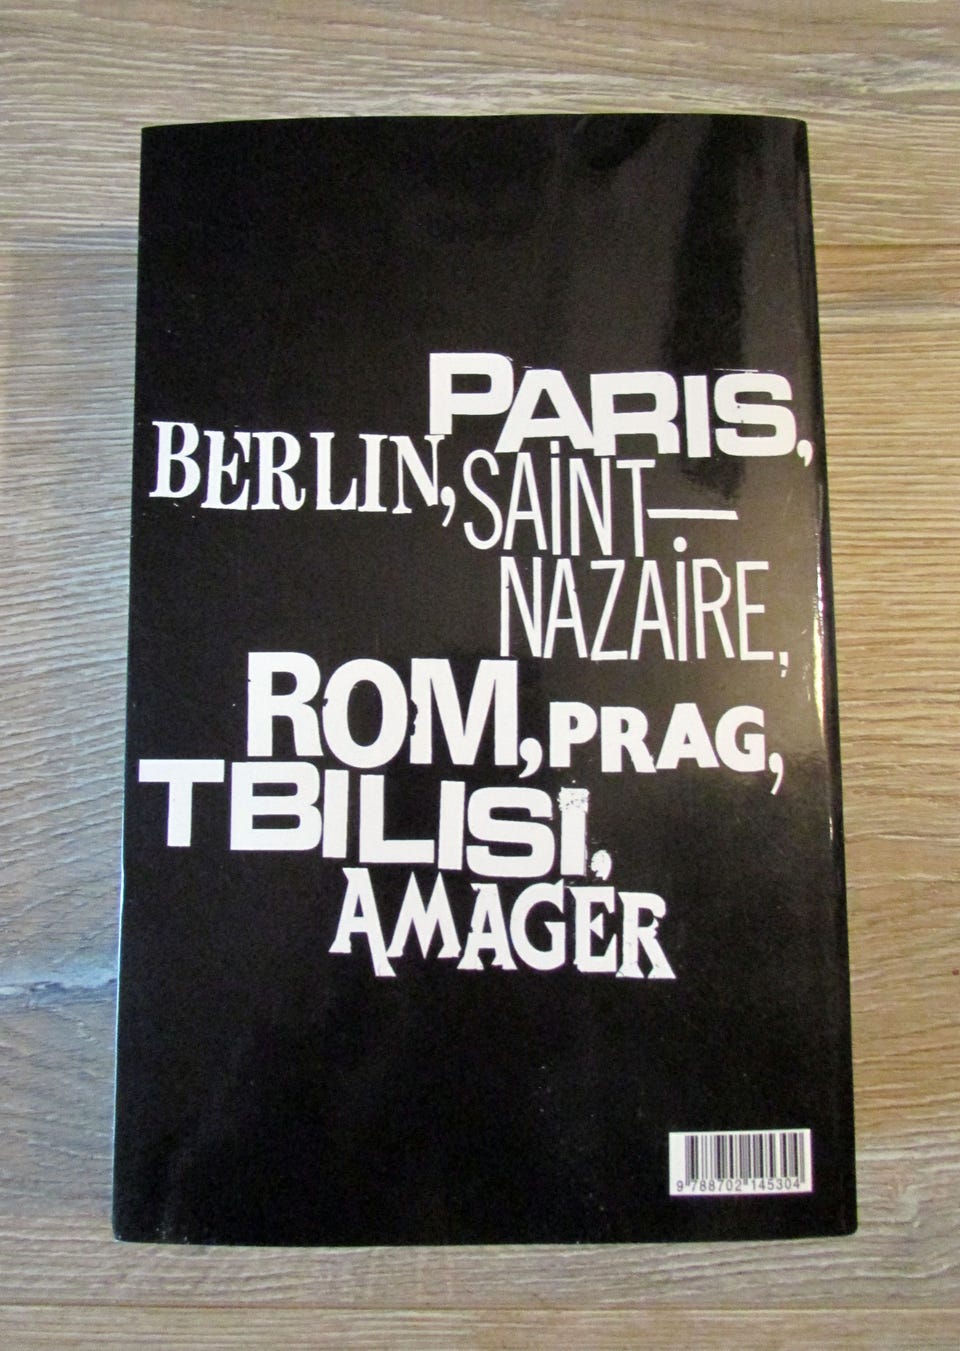 PARIS,
BERLIN, SAINT—
NAZAIRE,
ROM, PRAG,
TBILISI,
AMAGER
9 788702 145304